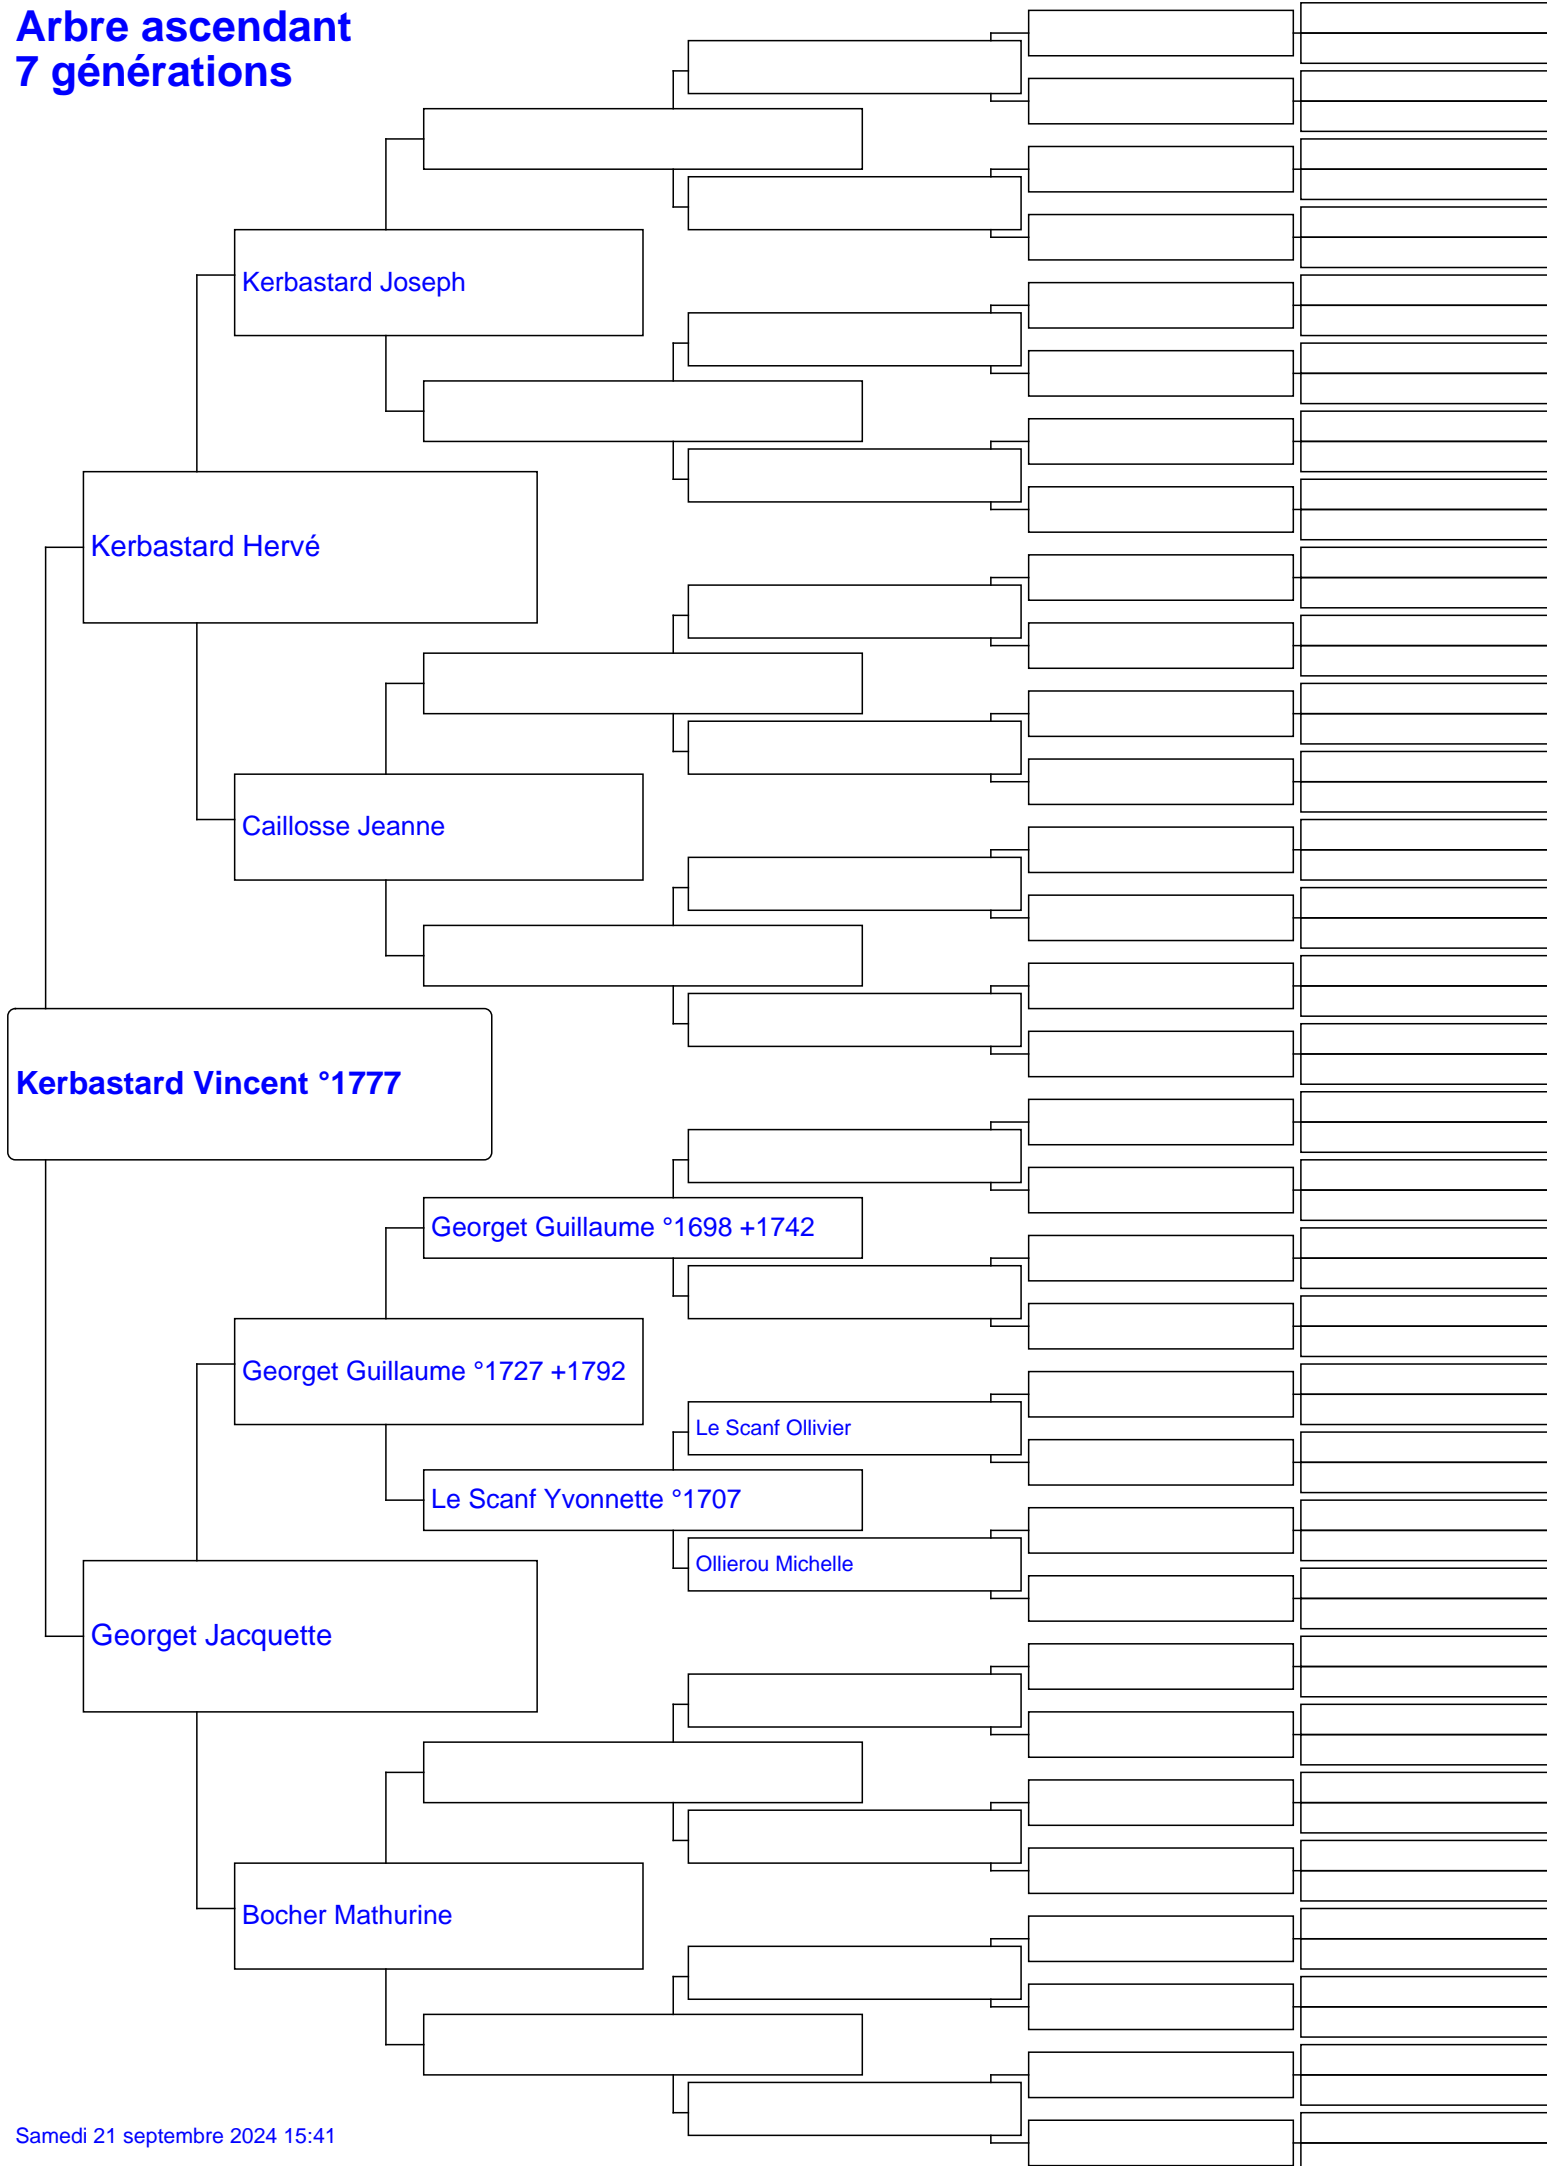 Arbre ascendant
7 générations
Kerbastard Joseph
Kerbastard Hervé
Caillosse Jeanne
Kerbastard Vincent °1777
Georget Guillaume °1698 +1742
Georget Guillaume °1727 +1792
Le Scanf Ollivier
Le Scanf Yvonnette °1707
Ollierou Michelle
Georget Jacquette
Bocher Mathurine
Samedi 21 septembre 2024 15:41